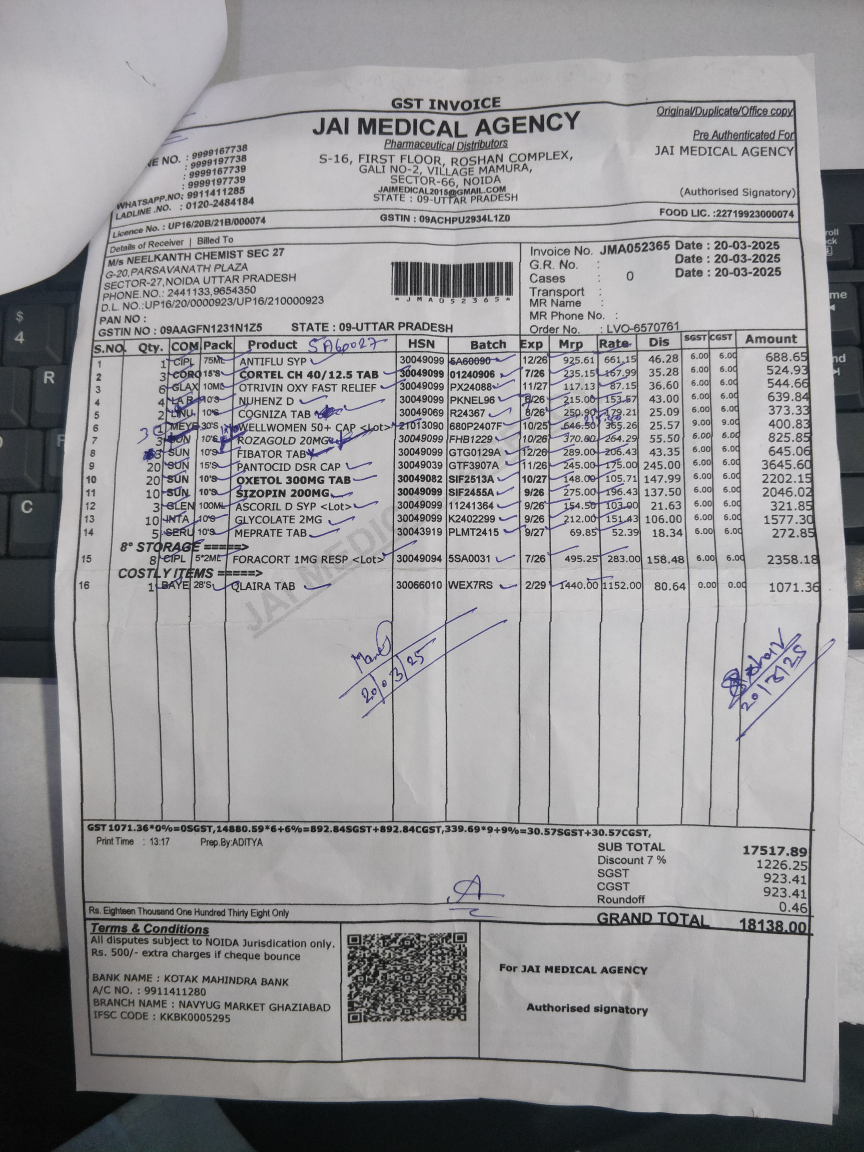 GST INVOICE
Original/Duplicate/Office copy
JAI MEDICAL AGENCY
Pharmaceutical Distributors
Pre Authenticated For
JAI MEDICAL AGENCY
S-16, FIRST FLOOR, ROSHAN COMPLEX,
GALI NO-2, VILLAGE MAMURA,
SECTOR-66, NOIDA
JAIMEDICAL2015@GMAIL.COM
STATE : 09-UTTAR PRADESH
(Authorised Signatory)
NE NO. : 9999167738
: 9999197738
: 9999167739
: 9999197739
WHATSAPP.NO: 9911411285
LADLINE .NO. : 0120-2484184
Licence No. : UP16/20B/21B/000074
GSTIN : 09ACHPU2934L1Z0
FOOD LIC. :22719923000074
Details of Receiver | Billed To
M/s NEELKANTH CHEMIST SEC 27
G-20,PARSAVANATH PLAZA
SECTOR-27,NOIDA UTTAR PRADESH
PHONE.NO.: 2441133,9654350
D.L. NO.:UP16/20/0000923/UP16/210000923
PAN NO :
GSTIN NO : 09AAGFN1231N1Z5 STATE : 09-UTTAR PRADESH
*JMA052365*
Invoice No. JMA052365 Date : 20-03-2025
G.R. No. : Date : 20-03-2025
Cases : 0 Date : 20-03-2025
Transport :
MR Name :
MR Phone No. :
Order No. : LVO-6570761
S.NO. Qty. COM Pack Product 5A60027 HSN Batch Exp Mrp Rate Dis SGST CGST Amount
1 1 CIPL 75ML ANTIFLU SYP 30049099 5A60090 12/26 925.61 661.15 46.28 6.00 6.00 688.65
2 3 CORO 15'S CORTEL CH 40/12.5 TAB 30049099 01240906 7/26 235.15 167.99 35.28 6.00 6.00 524.93
3 6 GLAX 10ML OTRIVIN OXY FAST RELIEF 30049099 PX24088 11/27 117.13 87.15 36.60 6.00 6.00 544.66
4 4 LA R 10'S NUHENZ D 30049099 PKNEL96 8/26 215.00 153.57 43.00 6.00 6.00 639.84
5 2 LINU 10'S COGNIZA TAB 30049069 R24367 8/26 250.90 179.21 25.09 6.00 6.00 373.33
6 1 MEYE 30'S WELLWOMEN 50+ CAP <Lot> 21013090 680P2407F 10/25 646.50 365.26 25.57 9.00 9.00 400.83
7 3 SUN 10'S ROZAGOLD 20MG 30049099 FHB1229 10/26 370.00 264.29 55.50 6.00 6.00 825.85
8 3 SUN 10'S FIBATOR TAB 30049099 GTG0129A 12/26 289.00 206.43 43.35 6.00 6.00 645.06
9 20 SUN 15'S PANTOCID DSR CAP 30049039 GTF3907A 11/26 245.00 175.00 245.00 6.00 6.00 3645.60
10 20 SUN 10'S OXETOL 300MG TAB 30049082 SIF2513A 10/27 148.00 105.71 147.99 6.00 6.00 2202.15
11 10 SUN 10'S SIZOPIN 200MG 30049099 SIF2455A 9/26 275.00 196.43 137.50 6.00 6.00 2046.02
12 3 GLEN 100ML ASCORIL D SYP <Lot> 30049099 11241364 9/26 154.50 103.00 21.63 6.00 6.00 321.85
13 10 INTA 10'S GLYCOLATE 2MG 30049099 K2402299 9/26 212.00 151.43 106.00 6.00 6.00 1577.30
14 5 SERU 10'S MEPRATE TAB 30043919 PLMT2415 9/27 69.85 52.39 18.34 6.00 6.00 272.85
8° STORAGE =====>
15 8 CIPL 5*2ML FORACORT 1MG RESP <Lot> 30049094 5SA0031 7/26 495.25 283.00 158.48 6.00 6.00 2358.18
COSTLY ITEMS =====>
16 1 BAYE 28'S QLAIRA TAB 30066010 WEX7RS 2/29 1440.00 1152.00 80.64 0.00 0.00 1071.36
JAI MEDIC
20/03/25
20/3/25
GST 1071.36*0%=0SGST,14880.59*6+6%=892.84SGST+892.84CGST,339.69*9+9%=30.57SGST+30.57CGST,
Print Time : 13:17 Prep.By:ADITYA
SUB TOTAL 17517.89
Discount 7 % 1226.25
SGST 923.41
CGST 923.41
Roundoff 0.46
GRAND TOTAL 18138.00
Rs. Eighteen Thousand One Hundred Thirty Eight Only
Terms & Conditions
All disputes subject to NOIDA Jurisdication only.
Rs. 500/- extra charges if cheque bounce
BANK NAME : KOTAK MAHINDRA BANK
A/C NO. : 9911411280
BRANCH NAME : NAVYUG MARKET GHAZIABAD
IFSC CODE : KKBK0005295
For JAI MEDICAL AGENCY
Authorised signatory